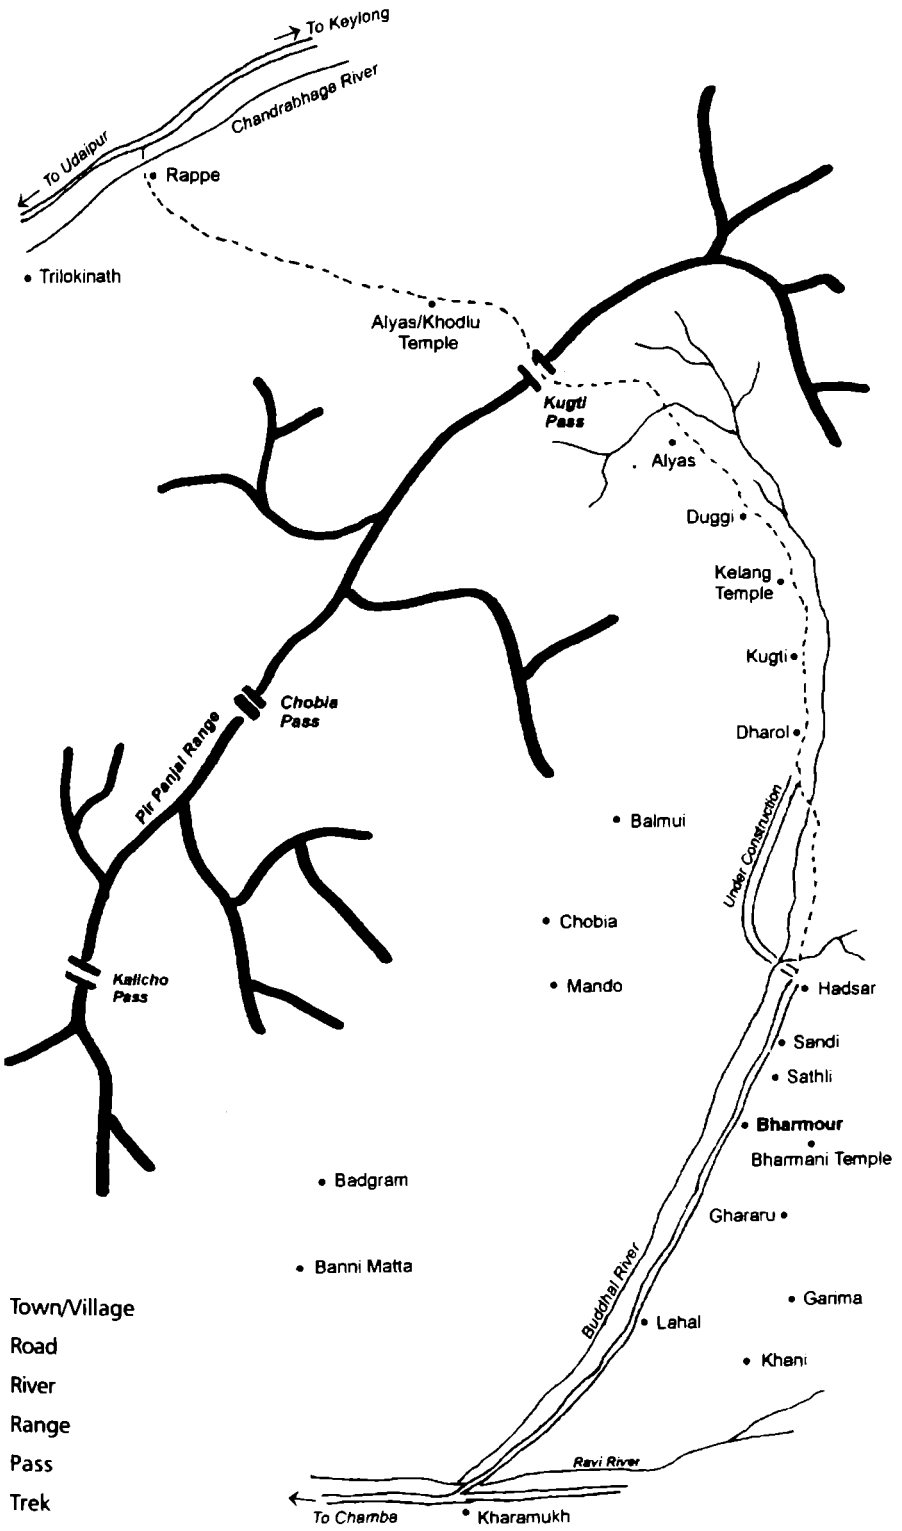 To Keylong
Chandrabhaga River
To Udaipur
Rappe
Trilokinath
Alyas/Khodlu
Temple
Kugti
Pass
Alyas
Duggi
Kelang
Temple
Kugti
Chobia
Pass
Pir Panjal Range
Dharol
Balmui
Under Construction
Chobia
Kalicho
Pass
Mando
Hadsar
Sandi
Sathli
Bharmour
Bharmani Temple
Badgram
Gharau
Banni Matta
Buddhal River
Garima
Town/Village
Lahal
Road
Khani
River
Range
Pass
Ravi River
Trek
To Chamba
Kharamukh